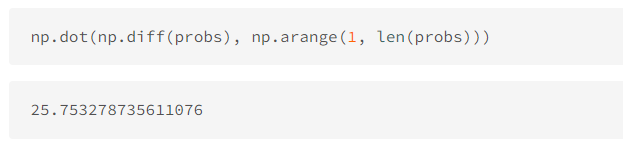 np.dot(np.diff(probs), np.arange(1, len(probs)))
25.753278735611076